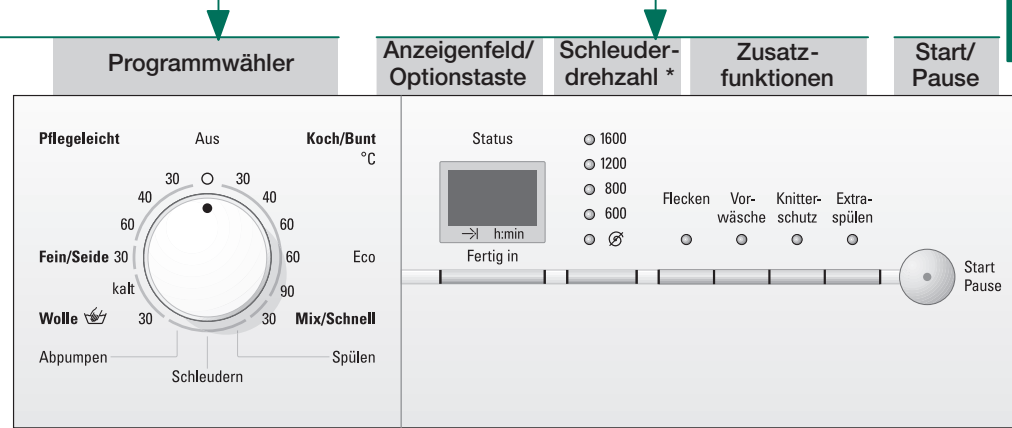 Programmwähler
Anzeigenfeld/
Optionstaste
Schleuder-
drehzahl *
Zusatz-
funktionen
Start/
Pause
Pflegeleicht
Aus
Koch/Bunt
°C
30
30
40
40
60
60
Fein/Seide 30
60
Eco
kalt
90
Wolle
30
30
Mix/Schnell
Abpumpen
Spülen
Schleudern
Status
h:min
Fertig in
1600
1200
800
600
Flecken
Vor-
wäsche
Knitter-
schutz
Extra-
spülen
Start
Pause